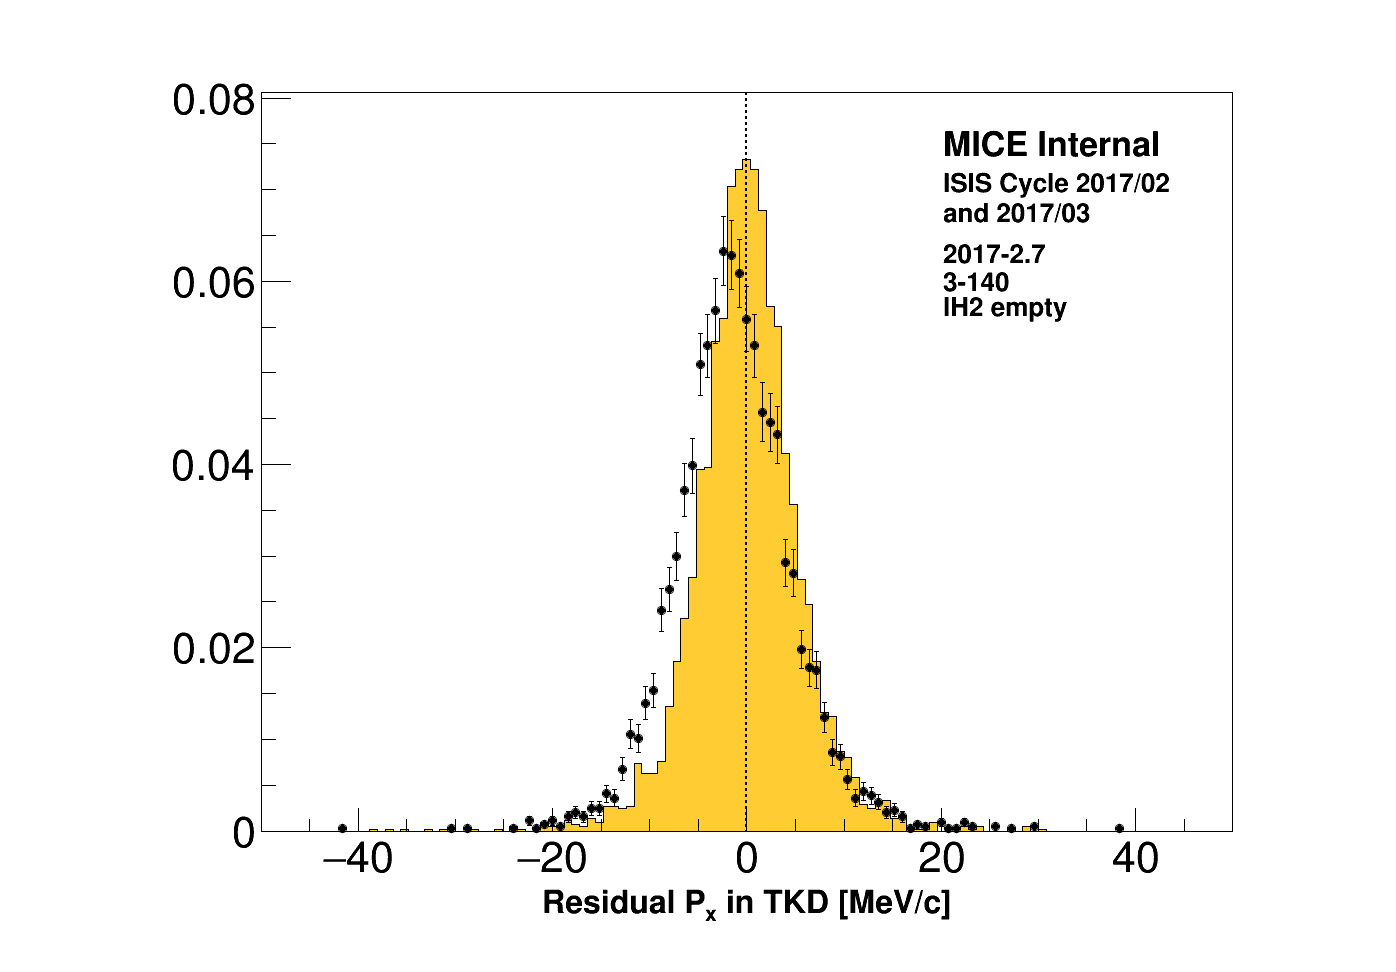 0.08
0.06
0.04
0.02
0
−40
−20
0
20
40
Residual Px in TKD [MeV/c]
MICE Internal
ISIS Cycle 2017/02
and 2017/03
2017-2.7
3-140
lH2 empty